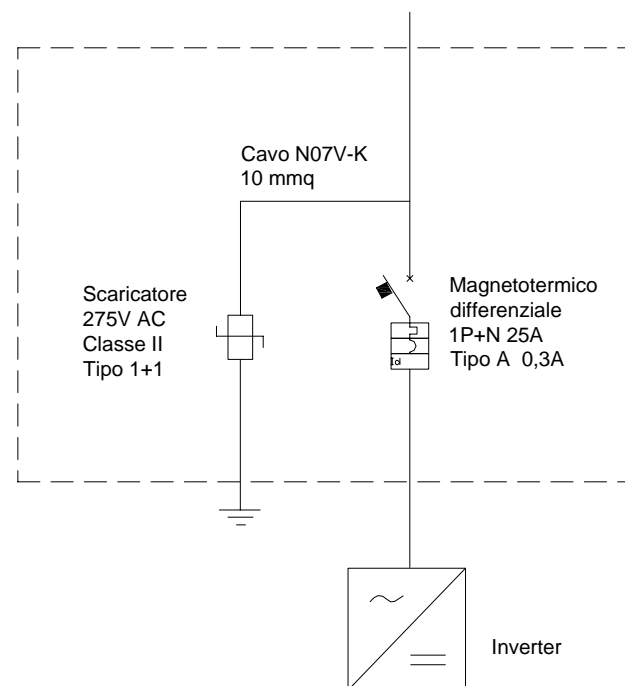 Cavo N07V-K
10 mmq
Scaricatore
275V AC
Classe II
Tipo 1+1
Magnetotermico
differenziale
1P+N 25A
Tipo A 0,3A
Inverter